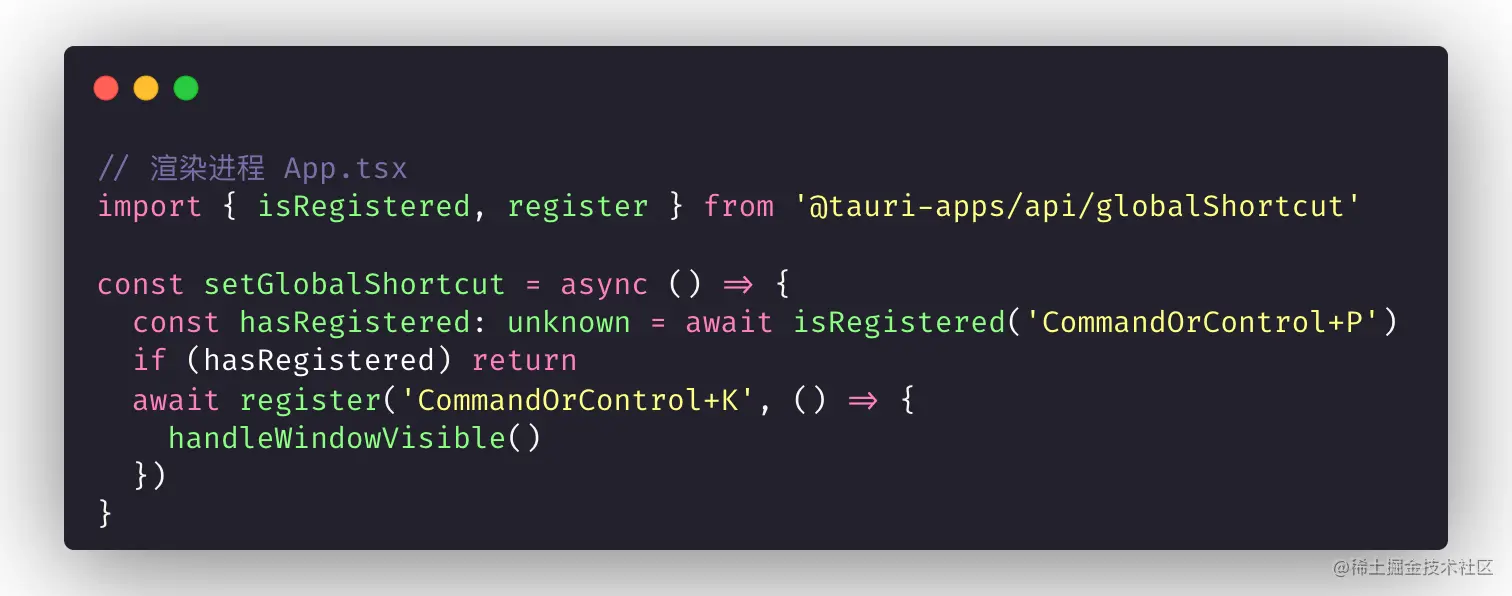 // 渲染进程 App.tsx
import { isRegistered, register } from '@tauri-apps/api/globalShortcut'
const setGlobalShortcut = async () => {
const hasRegistered: unknown = await isRegistered('CommandOrControl+P')
if (hasRegistered) return
await register('CommandOrControl+K', () => {
handleWindowVisible()
})
}
@稀土掘金技术社区